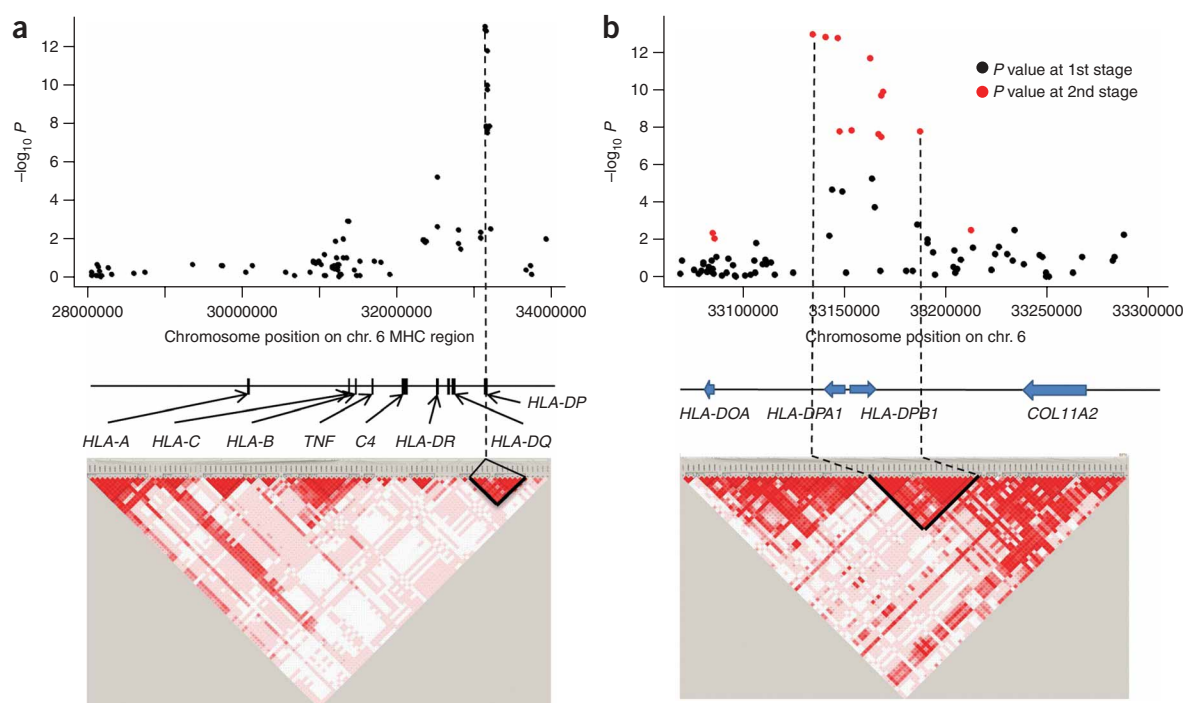 a
12
10
8
6
4
2
0
–log10 P
28000000 30000000 32000000 34000000
Chromosome position on chr. 6 MHC region
HLA-DP
HLA-A HLA-C HLA-B TNF C4 HLA-DR HLA-DQ
b
12
10
8
6
4
2
0
–log10 P
P value at 1st stage
P value at 2nd stage
33100000 33150000 33200000 33250000 33300000
Chromosome position on chr. 6
HLA-DOA HLA-DPA1 HLA-DPB1 COL11A2